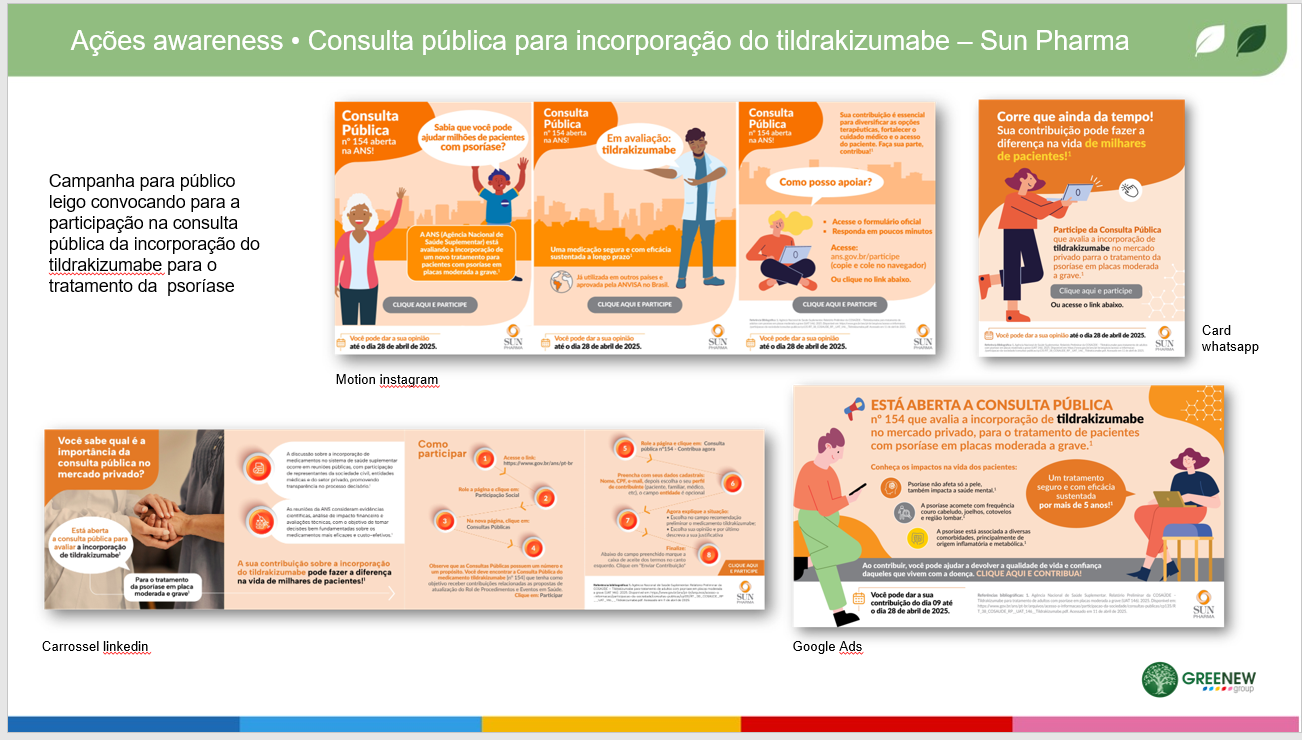 Ações awareness • Consulta pública para incorporação do tildrakizumabe – Sun Pharma
Campanha para público
leigo convocando para a
participação na consulta
pública da incorporação do
tildrakizumabe para o
tratamento da psoríase
Consulta
Pública
nº 154 aberta
na ANS!
Sabia que você pode
ajudar milhões de pacientes
com psoríase?
A ANS (Agência Nacional de
Saúde Suplementar) está
avaliando a incorporação de
um novo tratamento para
pacientes com psoríase em
placas moderada a grave.¹
CLIQUE AQUI E PARTICIPE
Você pode dar a sua opinião
até o dia 28 de abril de 2025.
SUN
PHARMA
Consulta
Pública
nº 154 aberta
na ANS!
Em avaliação:
tildrakizumabe
Uma medicação segura e com eficácia
sustentada a longo prazo¹
Já utilizada em outros países e
aprovada pela ANVISA no Brasil.
CLIQUE AQUI E PARTICIPE
Você pode dar a sua opinião
até o dia 28 de abril de 2025.
SUN
PHARMA
Consulta
Pública
nº 154 aberta
na ANS!
Sua contribuição é essencial
para diversificar as opções
terapêuticas, fortalecer o
cuidado médico e o acesso
do paciente. Faça sua parte,
contribua!¹
Como posso apoiar?
• Acesse o formulário oficial
• Responda em poucos minutos
Acesse:
ans.gov.br/participe
(copie e cole no navegador)
Ou clique no link abaixo.
CLIQUE AQUI E PARTICIPE
Você pode dar a sua opinião
até o dia 28 de abril de 2025.
SUN
PHARMA
Motion instagram
Corre que ainda da tempo!
Sua contribuição pode fazer a
diferença na vida de milhares
de pacientes!¹
Participe da Consulta Pública
que avalia a incorporação de
tildrakizumabe no mercado
privado parra o tratamento da
psoríase em placas moderada
a grave.¹
Clique aqui e participe
Ou acesse o link abaixo.
Você pode dar a sua opinião até o dia 28 de abril de 2025.
SUN
PHARMA
Card
whatsapp
Você sabe qual é a
importância da
consulta pública no
mercado privado?
Está aberta
a consulta pública para
avaliar a incorporação
de tildrakizumabe¹
Para o tratamento
da psoríase em placa
moderada a grave¹
A discussão sobre a incorporação de
medicamentos no sistema de saúde suplementar
ocorre em reuniões públicas, com participação
de representantes da sociedade civil, entidades
médicas e do setor privado, promovendo
transparência no processo decisório.¹
As reuniões da ANS consideram evidências
científicas, análise de impacto financeiro e
avaliações técnicas, com o objetivo de tomar
decisões bem fundamentadas sobre os
medicamentos mais eficazes e custo-efetivos.¹
A sua contribuição sobre a incorporação
do tildrakizumabe pode fazer a diferença
na vida de milhares de pacientes!¹
Como
participar
1
Acesse o link:
https://www.gov.br/ans/pt-br
Role a página e clique em:
Participação Social
2
3
Na nova página, clique em
Consultas Públicas
4
Observe que as Consultas Públicas possuem um número e
um propósito. Você deve encontrar a Consulta Pública do
medicamento tildrakizumabe (nº 154) que tenha como
objetivo receber contribuições relacionadas as propostas de
atualização do Rol de Procedimentos e Eventos em Saúde.
Clique em: Participar
5
Role a página e clique em: Consulta
pública nº154 - Contribua agora
Preencha com seus dados cadastrais:
Nome, CPF, e-mail, depois escolha o seu perfil
de contribuinte (paciente, familiar, médico,
etc), o campo entidade é opcional
6
7
Agora explique a situação:
• Escolha no campo recomendação
preliminar o medicamento tildrakizumabe;
• Escolha sua opinião e por último
descreva a sua justificativa
Finalize:
Abaixo do campo preenchido marque a
caixa de aceite dos termos no canto
esquerdo. Clique em "Enviar Contribuição"
8
CLIQUE AQUI
E PARTICIPE
SUN
PHARMA
Carrossel linkedin
ESTÁ ABERTA A CONSULTA PÚBLICA
nº 154 que avalia a incorporação de tildrakizumabe
no mercado privado, para o tratamento de pacientes
com psoríase em placas moderada a grave.¹
Conheça os impactos na vida dos pacientes:
Psoríase não afeta só a pele,
também impacta a saúde mental.¹
A psoríase acomete com frequência
couro cabeludo, joelhos, cotovelos
e região lombar.¹
A psoríase está associada a diversas
comorbidades, principalmente de
origem inflamatória e metabólica.¹
Um tratamento
seguro e com eficácia
sustentada
por mais de 5 anos!¹
Ao contribuir, você pode ajudar a devolver a qualidade de vida e confiança
daqueles que vivem com a doença. CLIQUE AQUI E CONTRIBUA!
Você pode dar a sua
contribuição do dia 09 até
o dia 28 de abril de 2025.
SUN
PHARMA
Google Ads
GREENEW
group